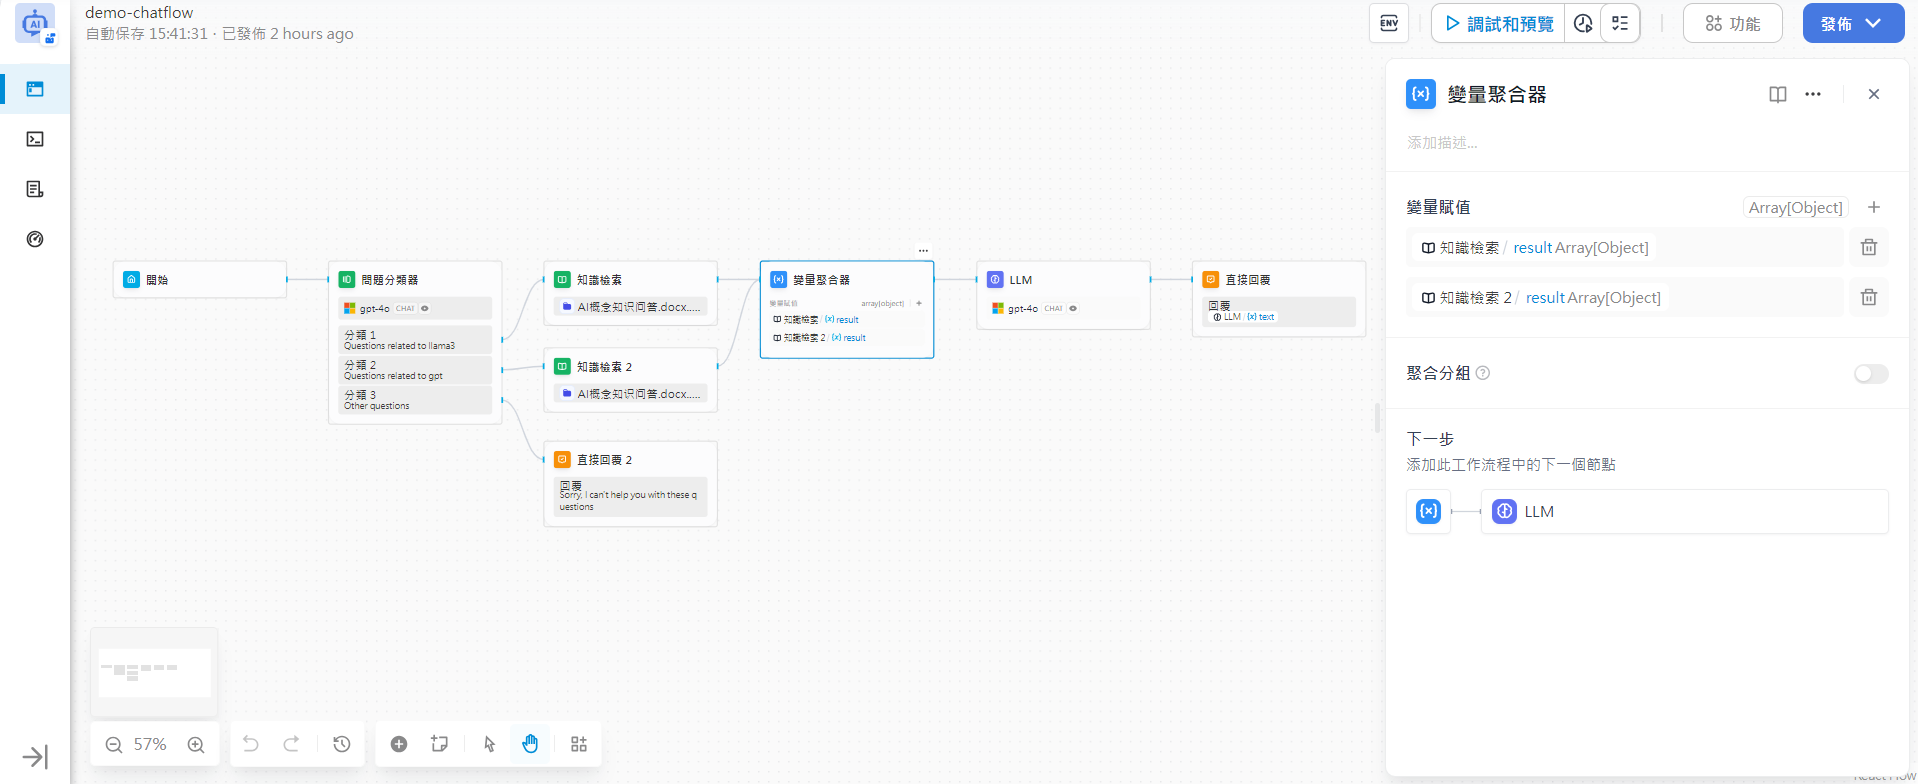 demo-chatflow
自動保存 15:41:31 · 已發佈 2 hours ago
ENV
調試和預覽
功能
發佈
開始
問題分類器
gpt-4o CHAT
分類 1
Questions related to llama3
分類 2
Questions related to gpt
分類 3
Other questions
知識檢索
AI概念知识问答.docx.…
知識檢索 2
AI概念知识问答.docx.…
直接回覆 2
回覆
Sorry, I can't help you with these q
uestions
變量聚合器
變量賦值 array[object]
知識檢索 / {x} result
知識檢索 2 / {x} result
LLM
gpt-4o CHAT
直接回覆
回覆
LLM / {x} text
57%
變量聚合器
添加描述...
變量賦值 Array[Object]
知識檢索 / result Array[Object]
知識檢索 2 / result Array[Object]
聚合分組
下一步
添加此工作流程中的下一個節點
LLM
React Flow